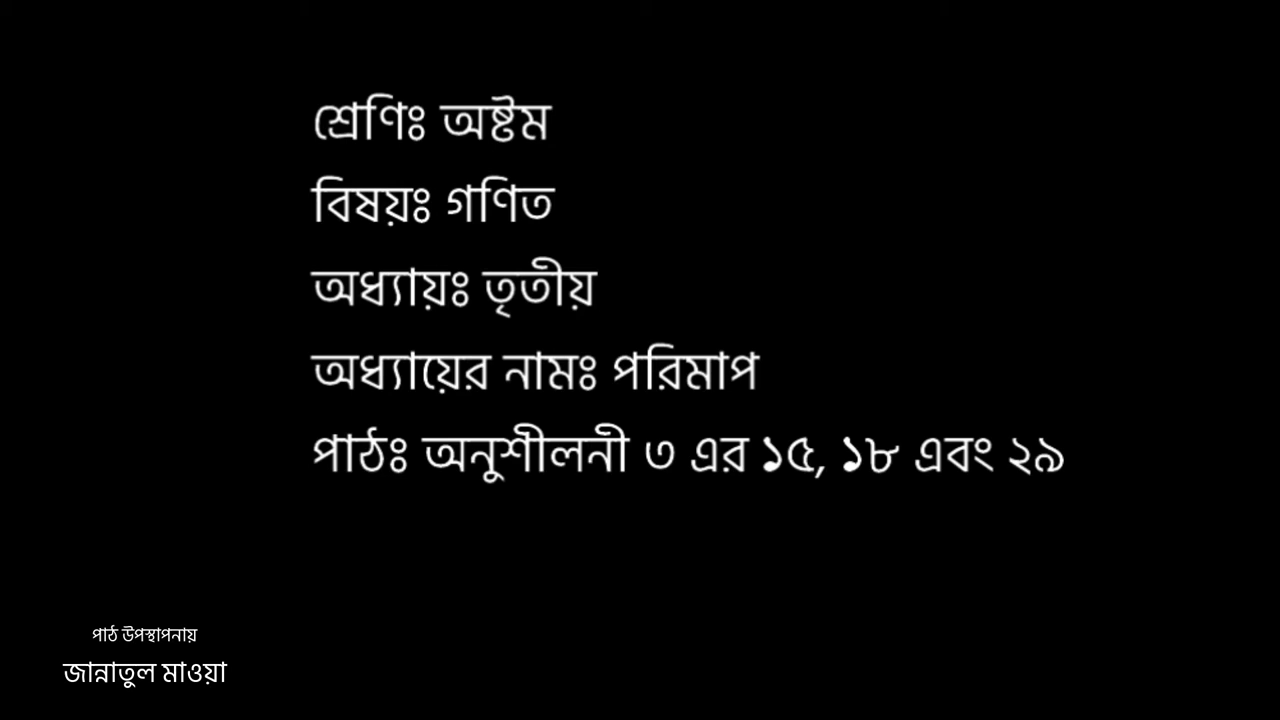 শ্রেণিঃ অষ্টম
বিষয়ঃ গণিত
অধ্যায়ঃ তৃতীয়
অধ্যায়ের নামঃ পরিমাপ
পাঠঃ অনুশীলনী ৩ এর ১৫, ১৮ এবং ২৯
পাঠ উপস্থাপনায়
জান্নাতুল মাওয়া